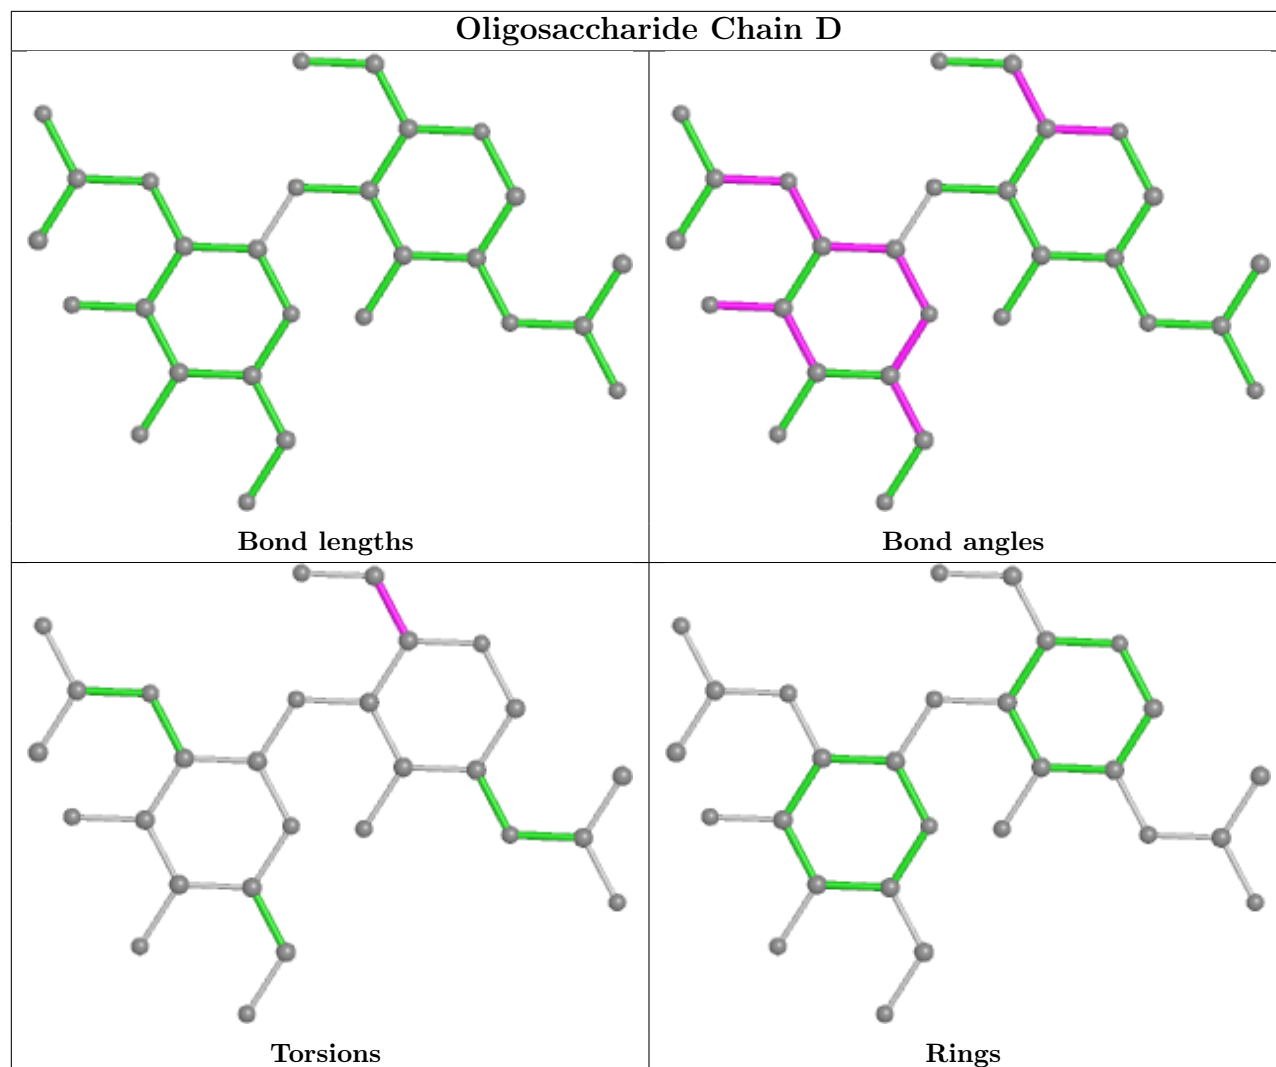 Oligosaccharide Chain D
Bond lengths
Bond angles
Torsions
Rings